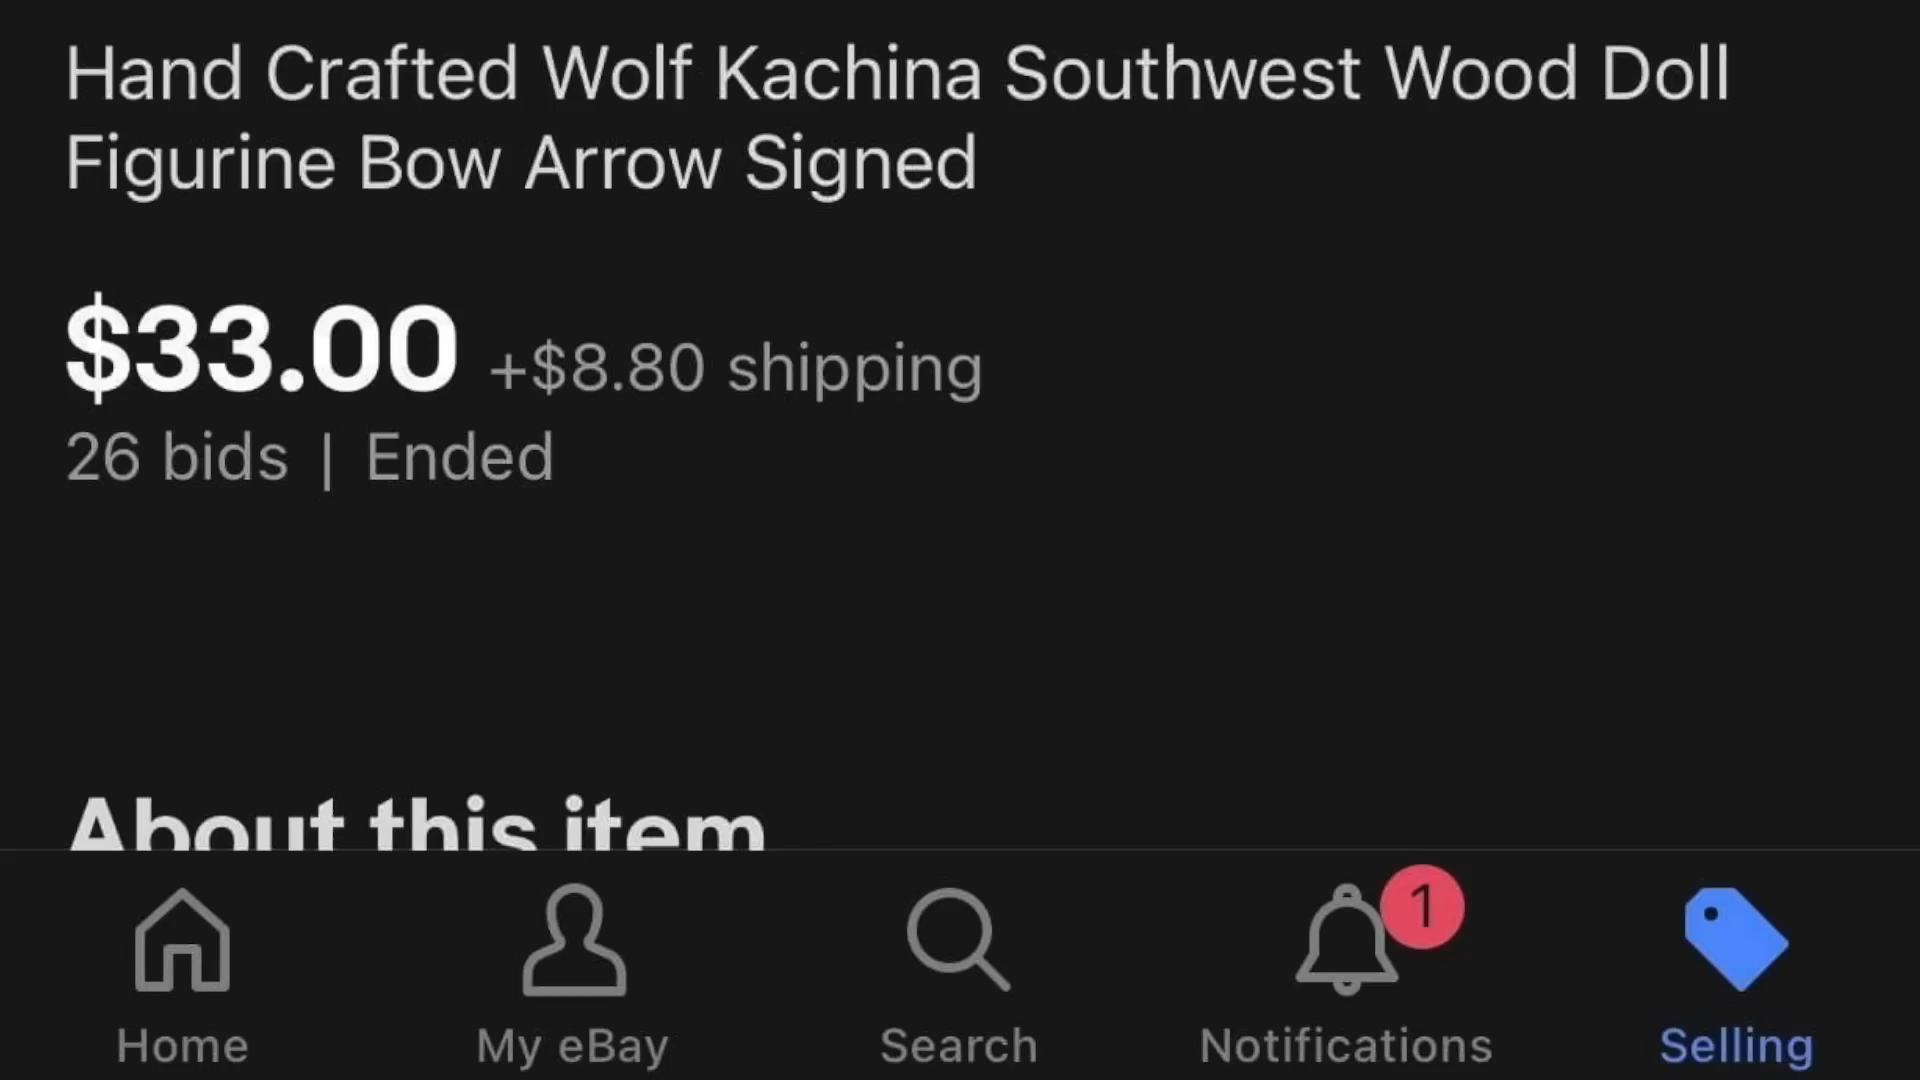 Hand Crafted Wolf Kachina Southwest Wood Doll
Figurine Bow Arrow Signed
$33.00 +$8.80 shipping
26 bids | Ended
About this item
1
Home My eBay Search Notifications Selling